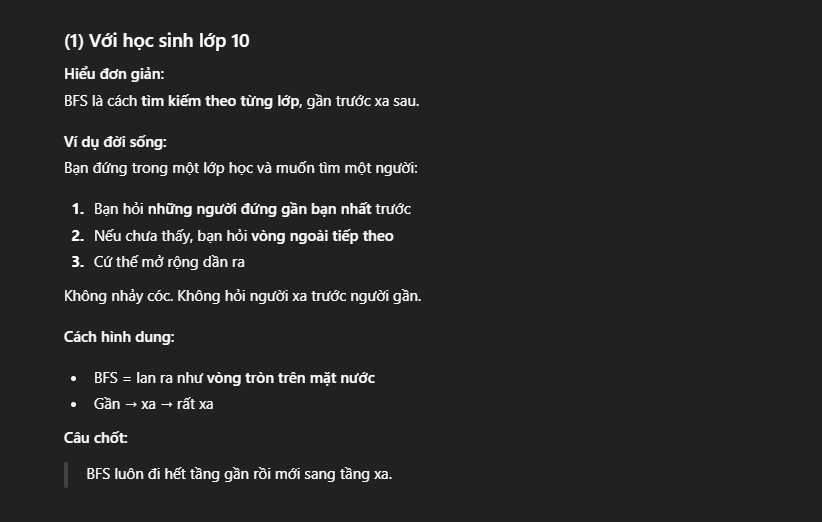 (1) Với học sinh lớp 10
Hiểu đơn giản:
BFS là cách tìm kiếm theo từng lớp, gần trước xa sau.
Ví dụ đời sống:
Bạn đứng trong một lớp học và muốn tìm một người:
1. Bạn hỏi những người đứng gần bạn nhất trước
2. Nếu chưa thấy, bạn hỏi vòng ngoài tiếp theo
3. Cứ thế mở rộng dần ra
Không nhảy cóc. Không hỏi người xa trước người gần.
Cách hình dung:
• BFS = lan ra như vòng tròn trên mặt nước
• Gần → xa → rất xa
Câu chốt:
BFS luôn đi hết tầng gần rồi mới sang tầng xa.